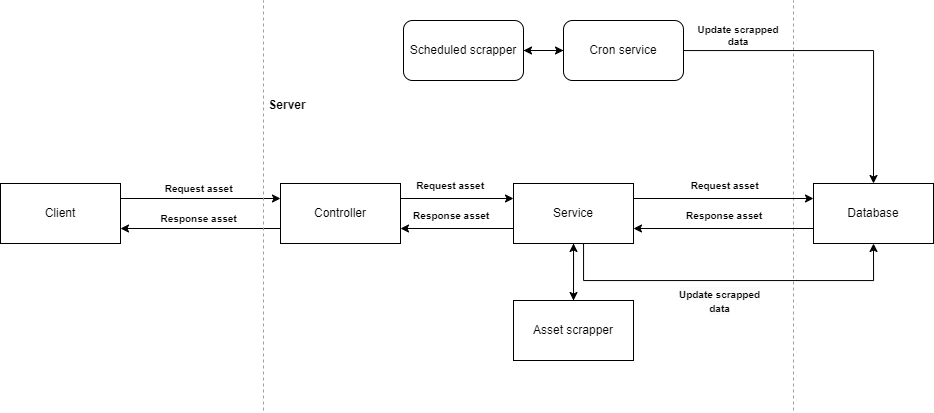 Update scrapped
data
Scheduled scrapper
Cron service
Server
Request asset
Request asset
Request asset
Client
Controller
Service
Database
Response asset
Response asset
Response asset
Update scrapped
data
Asset scrapper